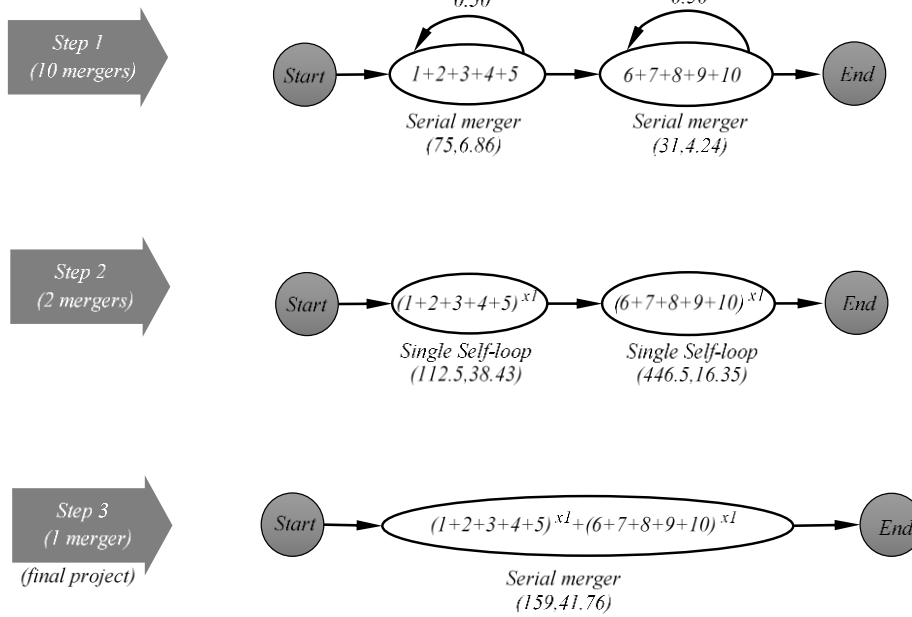 0.50
0.50
Step 1
(10 mergers)
Start
1+2+3+4+5
6+7+8+9+10
End
Serial merger
(75,6.86)
Serial merger
(31,4.24)
Step 2
(2 mergers)
Start
(1+2+3+4+5) x1
(6+7+8+9+10) x1
End
Single Self-loop
(112.5,38.43)
Single Self-loop
(446.5,16.35)
Step 3
(1 merger)
(final project)
Start
(1+2+3+4+5) x1+(6+7+8+9+10) x1
End
Serial merger
(159,41.76)